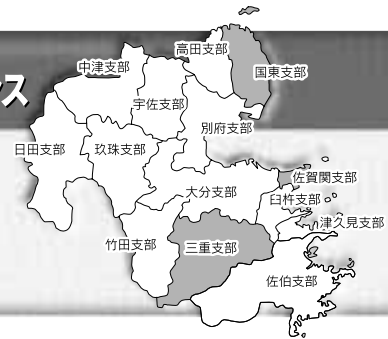 高田支部
中津支部
国東支部
ンス
宇佐支部
別府支部
日田支部
玖珠支部
佐賀関支部
大分支部
臼杵支部
津久見支部
竹田支部
三重支部
佐伯支部